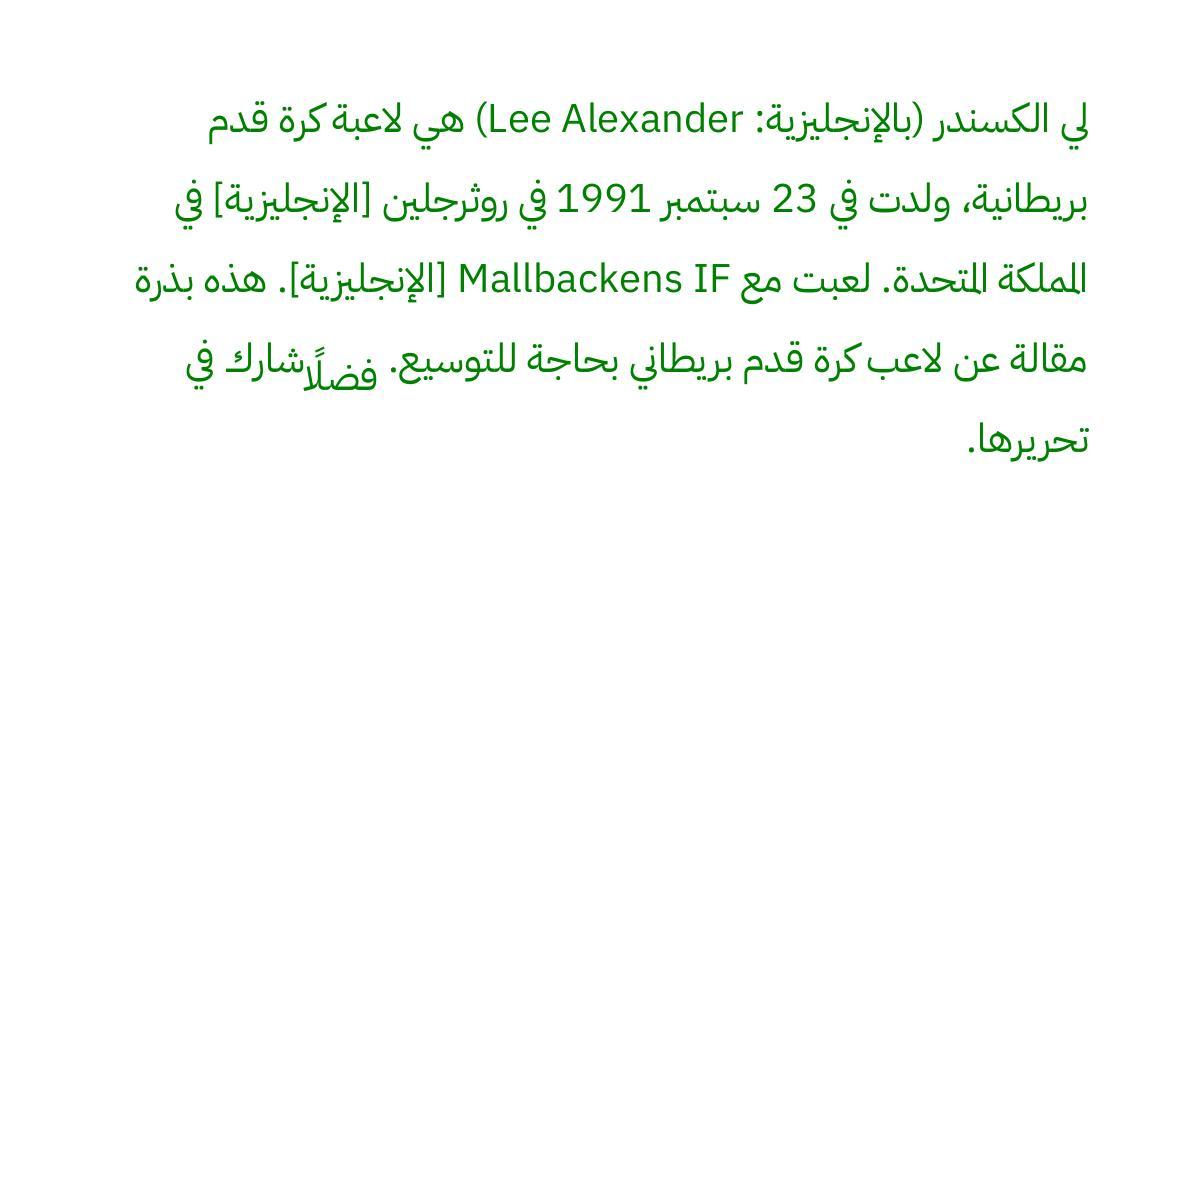 لي الكسندر (بالإنجليزية: Lee Alexander) هي لاعبة كرة قدم
بريطانية، ولدت في 23 سبتمبر 1991 في روثرجلين [الإنجليزية] في
المملكة المتحدة. لعبت مع Mallbackens IF [الإنجليزية]. هذه بذرة
مقالة عن لاعب كرة قدم بريطاني بحاجة للتوسيع. فضلًا شارك في
تحريرها.